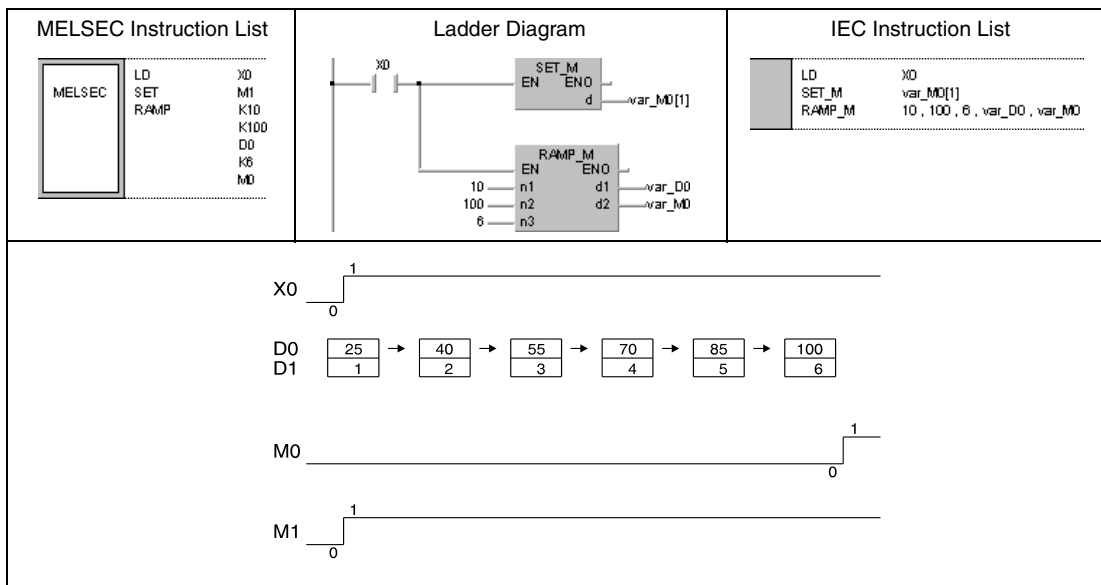 MELSEC Instruction List
MELSEC
LD X0
SET M1
RAMP K10
K100
D0
K6
M0
Ladder Diagram
X0
SET_M
EN ENO
d var_M0[1]
RAMP_M
EN ENO
10 n1 d1 var_D0
100 n2 d2 var_M0
6 n3
IEC Instruction List
LD X0
SET_M var_M0[1]
RAMP_M 10 , 100 , 6 , var_D0 , var_M0
X0 0 1
D0 25 40 55 70 85 100
D1 1 2 3 4 5 6
M0 0 1
M1 0 1